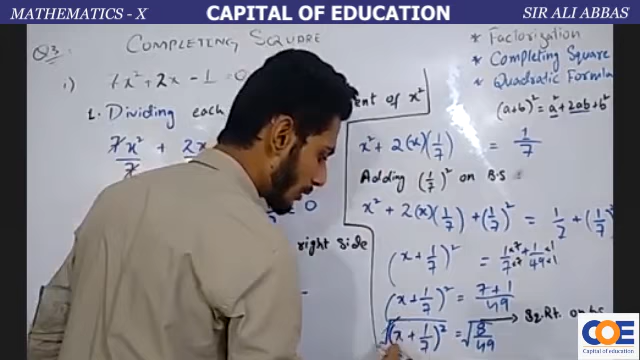 MATHEMATICS - X
CAPITAL OF EDUCATION
SIR ALI ABBAS
Q3
COMPLETING SQUARE
* Factorization
* Completing Square
* Quadratic Formula
(a+b)² = a² + 2ab + b²
i) 7x² + 2x - 1 = 0
1. Dividing each
ent of x²
7x²/7 + 2x
= 0
right side
x² + 2(x)(1/7) = 1/7
Adding (1/7)² on B.S :
x² + 2(x)(1/7) + (1/7)² = 1/2 + (1/7)²
(x + 1/7)² = 1×7/7×7 + 1×1/49×1
(x + 1/7)² = 7+1/49
Sq. Rt. on b.s
√(x + 1/7)² = √8/49
COE
CAPITAL OF EDUCATION